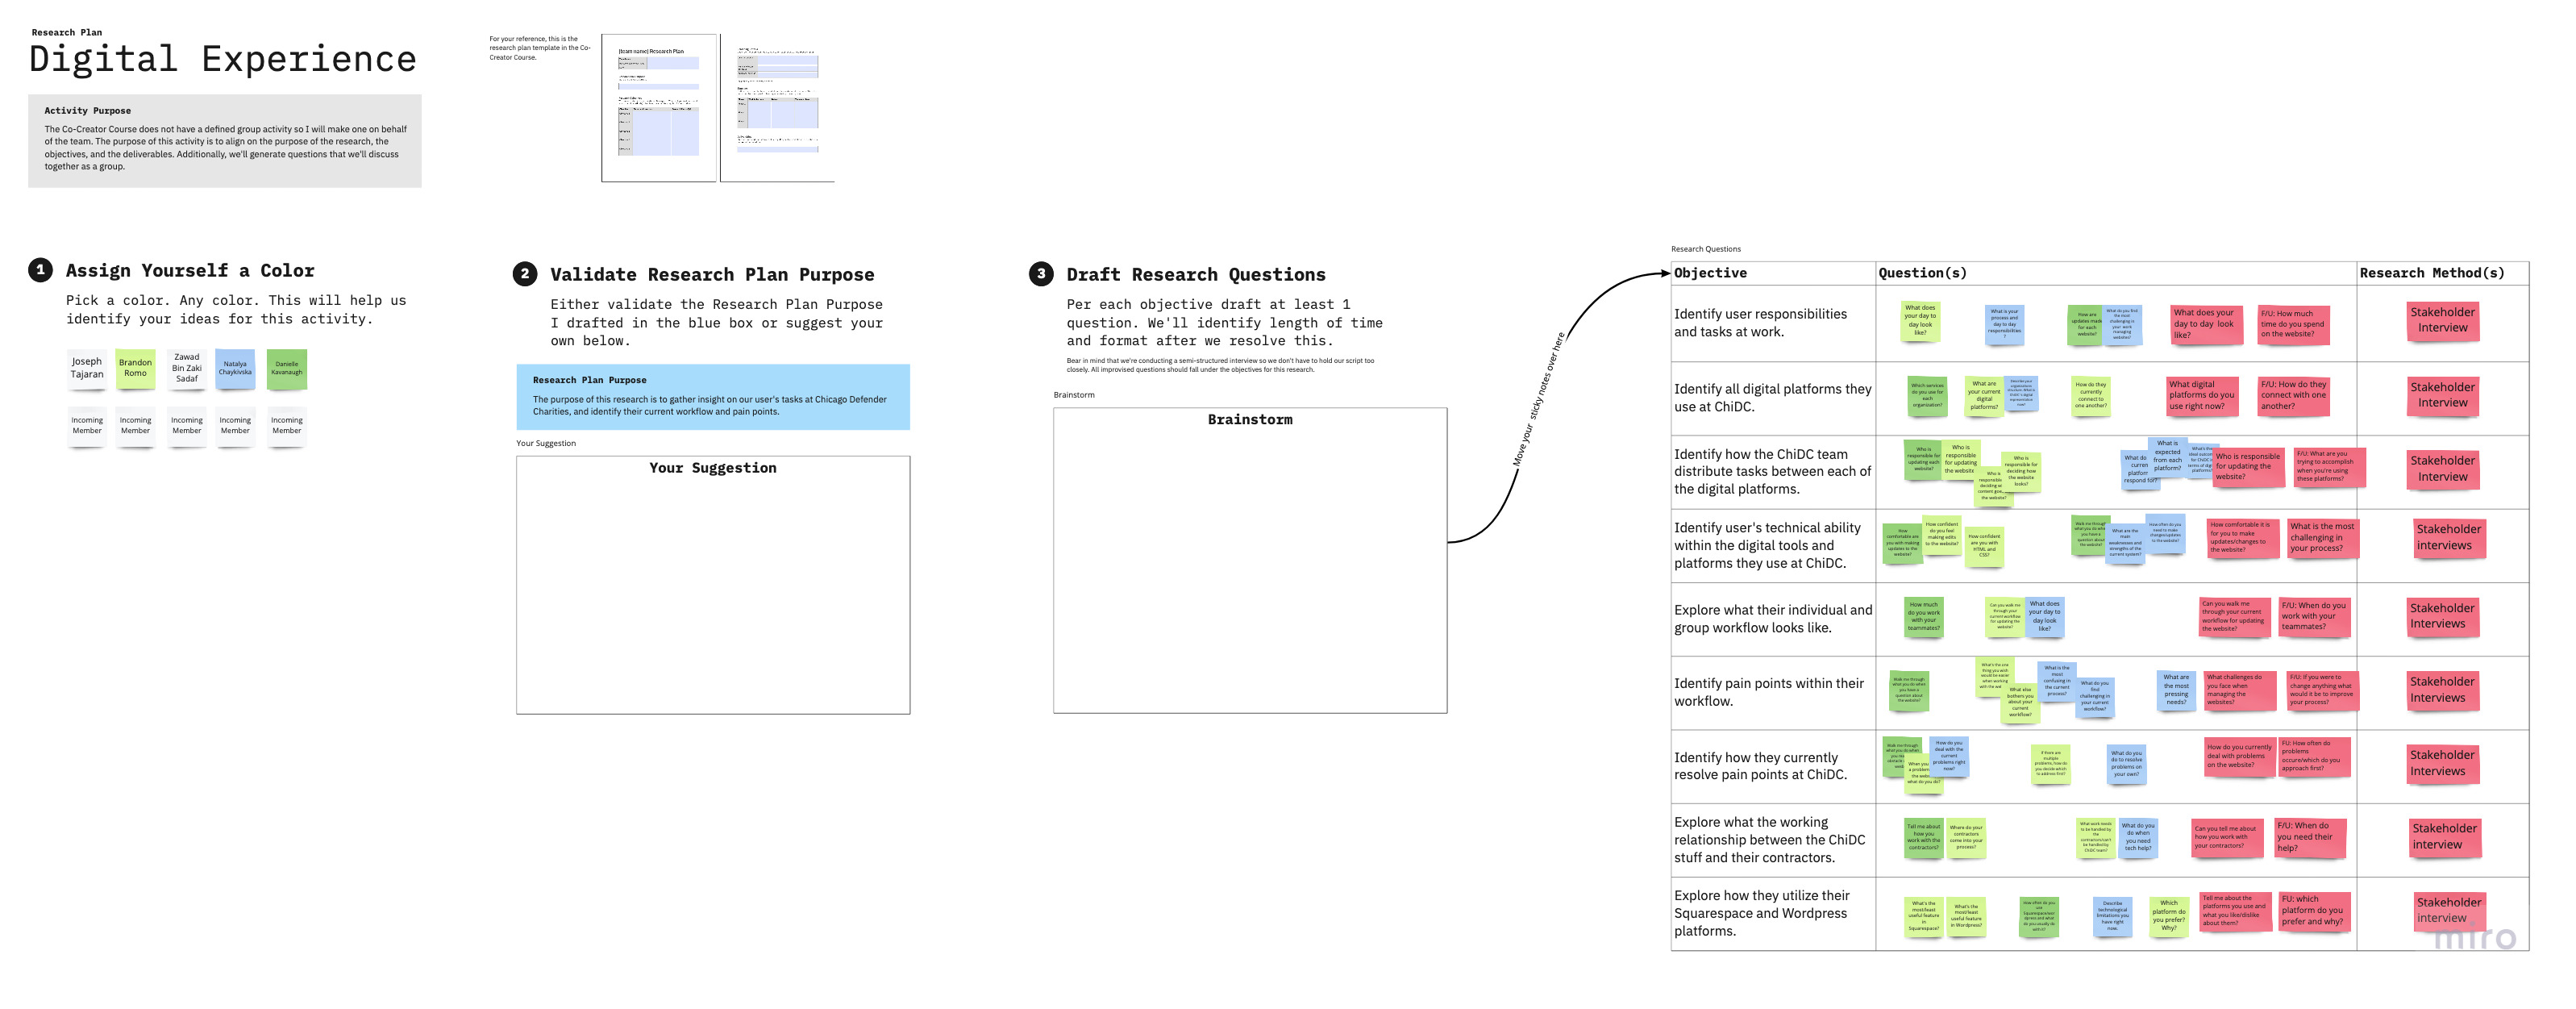 Research Plan
Digital Experience
Activity Purpose
The Co-Creator Course does not have a defined group activity so I will make one on behalf
of the team. The purpose of this activity is to align on the purpose of the research, the
objectives, and the deliverables. Additionally, we'll generate questions that we'll discuss
together as a group.
For your reference, this is the
research plan template in the Co-
Creator Course.
[team name] Research Plan
1
Assign Yourself a Color
Pick a color. Any color. This will help us
identify your ideas for this activity.
Joseph
Tajaran
Brandon
Romo
Zawad
Bin Zaki
Sadaf
Natalya
Chaykivska
Danielle
Kavanaugh
Incoming
Member
Incoming
Member
Incoming
Member
Incoming
Member
Incoming
Member
2
Validate Research Plan Purpose
Either validate the Research Plan Purpose
I drafted in the blue box or suggest your
own below.
Research Plan Purpose
The purpose of this research is to gather insight on our user's tasks at Chicago Defender
Charities, and identify their current workflow and pain points.
Your Suggestion
Your Suggestion
3
Draft Research Questions
Per each objective draft at least 1
question. We'll identify length of time
and format after we resolve this.
Bear in mind that we're conducting a semi-structured interview so we don't have to hold our script too
closely. All improvised questions should fall under the objectives for this research.
Brainstorm
Brainstorm
Move your sticky notes over here
Research Questions
Objective
Question(s)
Research Method(s)
Identify user responsibilities
and tasks at work.
What does
your day to
day look
like?
What is your
process and
day to day
responsibilities
?
How are
updates made
for each
website?
What do you find
the most
challenging in
your work
managing
websites?
What does your
day to day look
like?
F/U: How much
time do you spend
on the website?
Stakeholder
Interview
Identify all digital platforms they
use at ChiDC.
Which services
do you use for
each
organization?
What are
your current
digital
platforms?
How do they
currently
connect to
one another?
What digital
platforms do you
use right now?
F/U: How do they
connect with one
another?
Stakeholder
Interview
Identify how the ChiDC team
distribute tasks between each of
the digital platforms.
Who is
responsible for
updating each
website?
Who is
responsible
for updating
the website
Who is
responsible
deciding
content
the website?
Who is
responsible for
deciding how
the website
looks?
What do
curren
platfor
respond for?
What is
expected
from each
platform?
Who is responsible
for updating the
website?
F/U: What are you
trying to accomplish
when you're using
these platforms?
Stakeholder
Interview
Identify user's technical ability
within the digital tools and
platforms they use at ChiDC.
How
comfortable are
you with making
updates to the
website?
How confident
do you feel
making edits
to the website?
How confident
are you with
HTML and
CSS?
Walk me through
what you do when
you have a
question about
the website?
What are the
main
weaknesses and
strengths of the
current system?
How often do you
need to make
changes/updates
to the website?
How comfortable it is
for you to make
updates/changes to
the website?
What is the most
challenging in
your process?
Stakeholder
interviews
Explore what their individual and
group workflow looks like.
How much
do you work
with your
teammates?
Can you walk me
through your
current workflow
for updating the
website?
What does
your day to
day look
like?
Can you walk me
through your current
workflow for updating
the website?
F/U: When do you
work with your
teammates?
Stakeholder
Interviews
Identify pain points within their
workflow.
Walk me through
what you do when
you have a
question about
the website?
What's the one
thing you wish
would be easier
when working
with the
What else
bothers you
about your
current
workflow?
What is the
most
confusing in
the current
process?
What do you
find
challenging in
your current
workflow?
What are
the most
pressing
needs?
What challenges do
you face when
managing the
websites?
F/U: If you were to
change anything what
would it be to improve
your process?
Stakeholder
Interviews
Identify how they currently
resolve pain points at ChiDC.
Walk me through
what you do when
When you
a problem
the web
what do you do?
How do you
deal with the
current
problems right
now?
If there are
multiple
problems, how do
you decide which
to address first?
What do you
do to resolve
problems on
your own?
How do you currently
deal with problems
on the website?
FU: How often do
problems
occure/which do you
approach first?
Stakeholder
Interviews
Explore what the working
relationship between the ChiDC
stuff and their contractors.
Tell me about
how you
work with the
contractors?
Where do your
contractors
come into your
process?
What work needs
to be handled by
the
contractors/can't
be handled by
ChiDC team?
What do you
do when
you need
tech help?
Can you tell me about
how you work with
your contractors?
F/U: When do
you need their
help?
Stakeholder
interview
Explore how they utilize their
Squarespace and Wordpress
platforms.
What's the
most/least
useful feature
in
Squarespace?
What's the
most/least
useful feature
in Wordpress?
Describe
technological
limitations you
have right
now.
Which
platform do
you prefer?
Why?
Tell me about the
platforms you use and
what you like/dislike
about them?
FU: which
platform do you
prefer and why?
Stakeholder
interview
miro